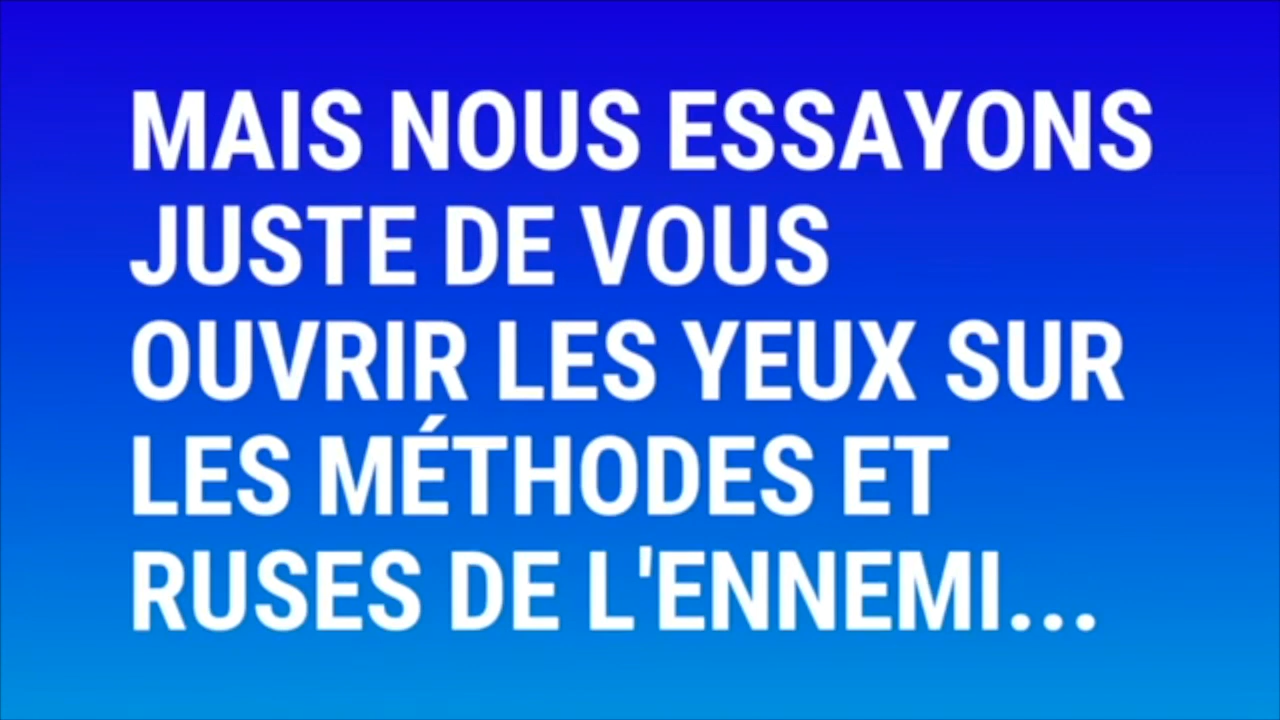 MAIS NOUS ESSAYONS
JUSTE DE VOUS
OUVRIR LES YEUX SUR
LES MÉTHODES ET
RUSES DE L'ENNEMI...